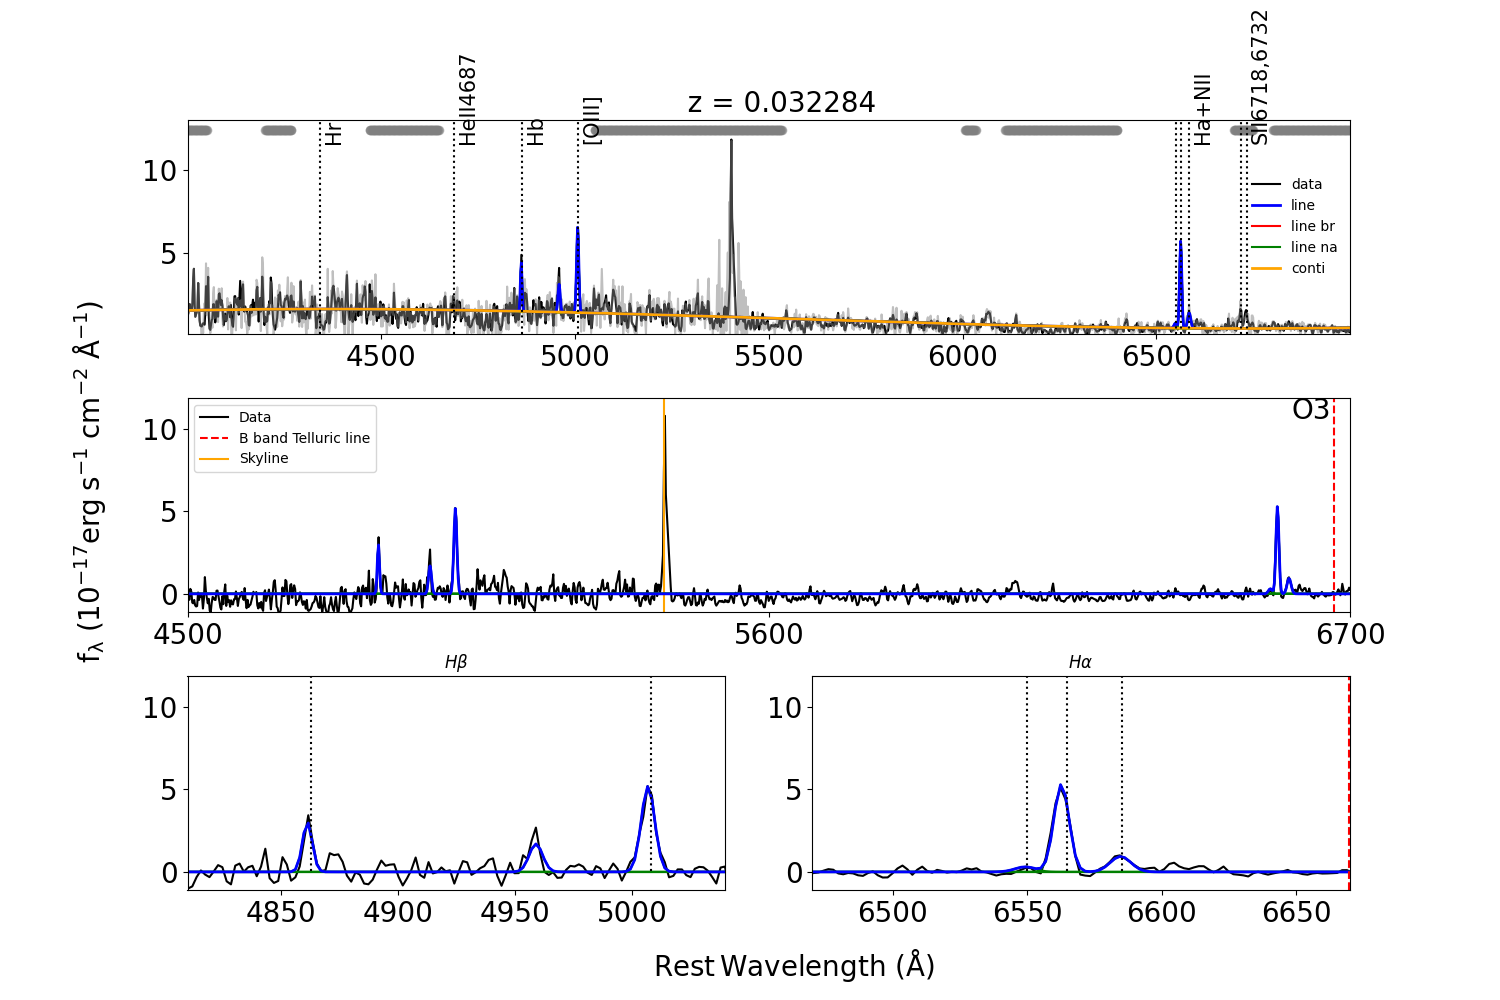 z = 0.032284
Hr
HeII4687
Hb
[OIII]
Ha+NII
SII6718,6732
10
5
data
line
line br
line na
conti
4500
5000
5500
6000
6500
fλ (10−17erg s−1 cm−2 Å−1)
10
5
0
Data
B band Telluric line
Skyline
O3
4500
5600
6700
Hβ
10
5
0
4850
4900
4950
5000
Hα
10
5
0
6500
6550
6600
6650
Rest Wavelength (Å)